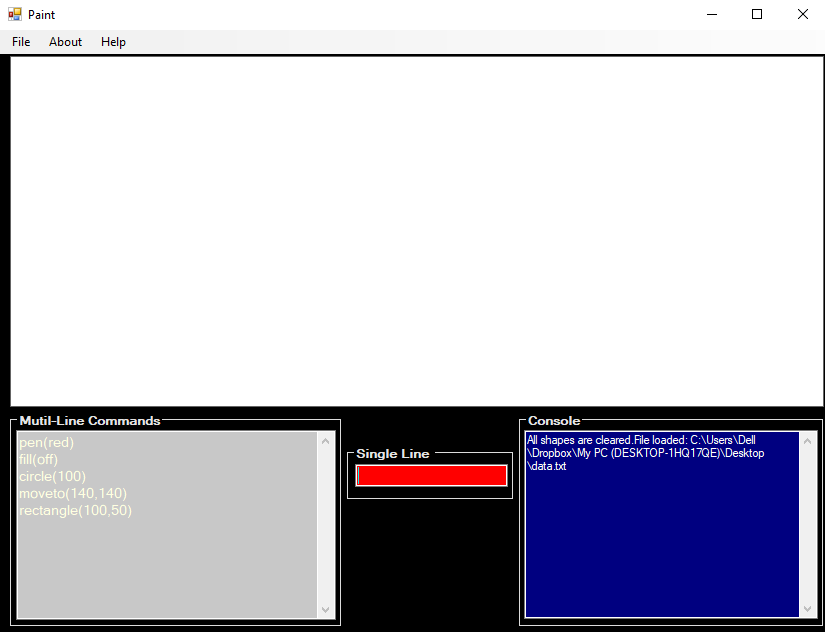 Paint
File About Help
Mutil-Line Commands
pen(red)
fill(off)
circle(100)
moveto(140,140)
rectangle(100,50)
Single Line
Console
All shapes are cleared.File loaded: C:\Users\Dell
\Dropbox\My PC (DESKTOP-1HQ17QE)\Desktop
\data.txt